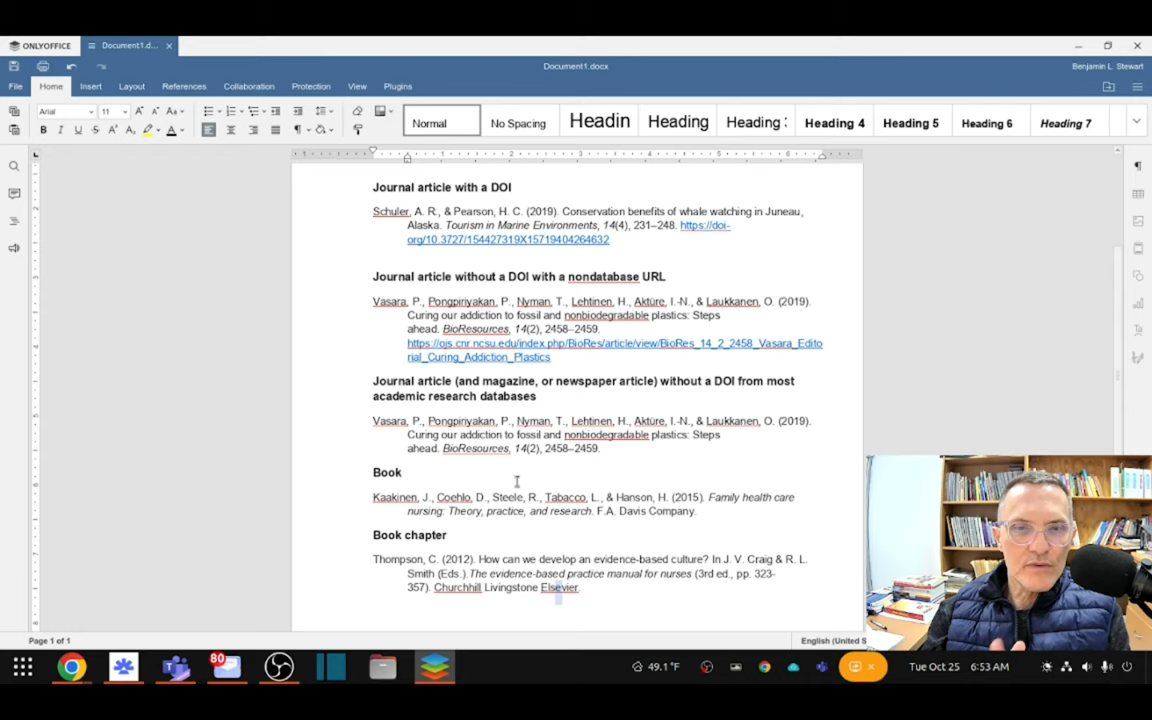 ONLYOFFICE
Document1.d...
Document1.docx
Benjamin L. Stewart
File Home Insert Layout References Collaboration Protection View Plugins
Arial 11
Normal No Spacing Headin Heading Heading : Heading 4 Heading 5 Heading 6 Heading 7
Journal article with a DOI
Schuler, A. R., & Pearson, H. C. (2019). Conservation benefits of whale watching in Juneau,
Alaska. Tourism in Marine Environments, 14(4), 231–248. https://doi-
org/10.3727/154427319X15719404264632
Journal article without a DOI with a nondatabase URL
Vasara, P., Pongpiriyakan, P., Nyman, T., Lehtinen, H., Aktüre, I.-N., & Laukkanen, O. (2019).
Curing our addiction to fossil and nonbiodegradable plastics: Steps
ahead. BioResources, 14(2), 2458–2459.
https://ojs.cnr.ncsu.edu/index.php/BioRes/article/view/BioRes_14_2_2458_Vasara_Edito
rial_Curing_Addiction_Plastics
Journal article (and magazine, or newspaper article) without a DOI from most
academic research databases
Vasara, P., Pongpiriyakan, P., Nyman, T., Lehtinen, H., Aktüre, I.-N., & Laukkanen, O. (2019).
Curing our addiction to fossil and nonbiodegradable plastics: Steps
ahead. BioResources, 14(2), 2458–2459.
Book
Kaakinen, J., Coehlo, D., Steele, R., Tabacco, L., & Hanson, H. (2015). Family health care
nursing: Theory, practice, and research. F.A. Davis Company.
Book chapter
Thompson, C. (2012). How can we develop an evidence-based culture? In J. V. Craig & R. L.
Smith (Eds.).The evidence-based practice manual for nurses (3rd ed., pp. 323-
357). Churchhill Livingstone Elsevier.
Page 1 of 1
English (United S
80
49.1°F
Tue Oct 25 6:53 AM